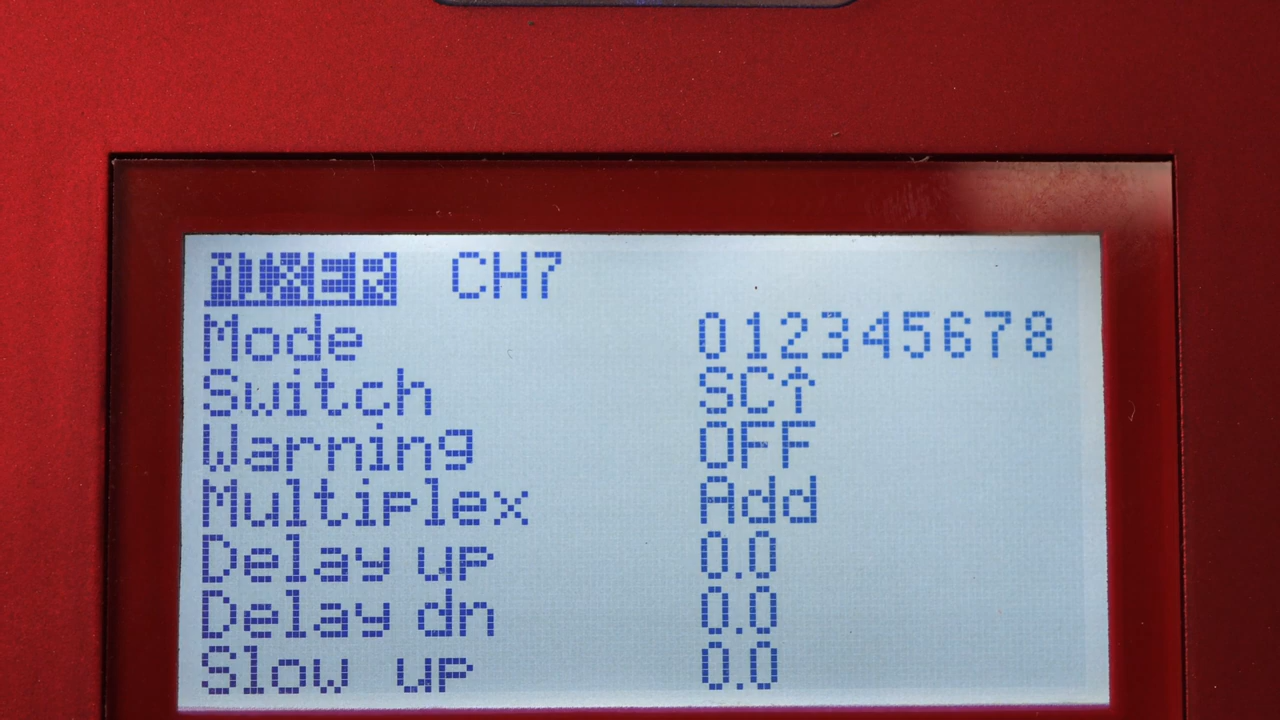 MIXER CH7
Mode 012345678
Switch SC↑
Warning OFF
Multiplex Add
Delay up 0.0
Delay dn 0.0
Slow up 0.0